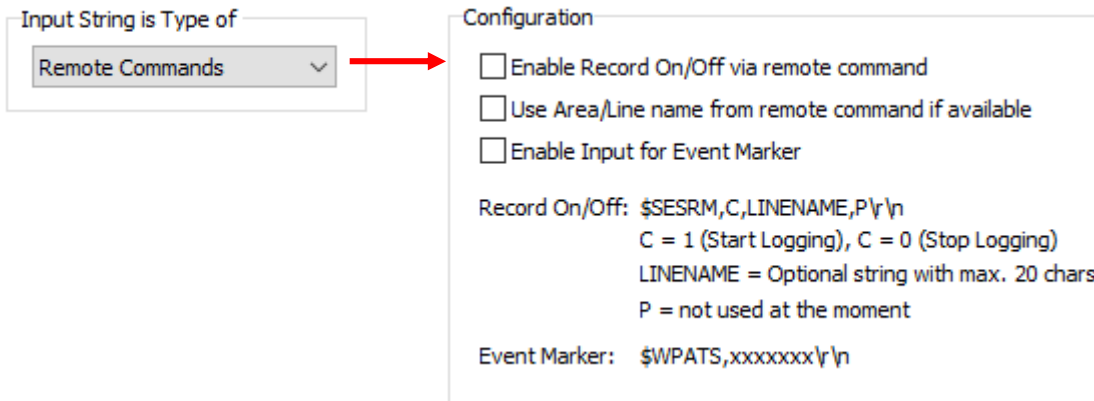 Input String is Type of
Remote Commands
Configuration
Enable Record On/Off via remote command
Use Area/Line name from remote command if available
Enable Input for Event Marker
Record On/Off: $SESRM,C,LINENAME,P\r\n
C = 1 (Start Logging), C = 0 (Stop Logging)
LINENAME = Optional string with max. 20 chars
P = not used at the moment
Event Marker: $WPATS,xxxxxxx\r\n